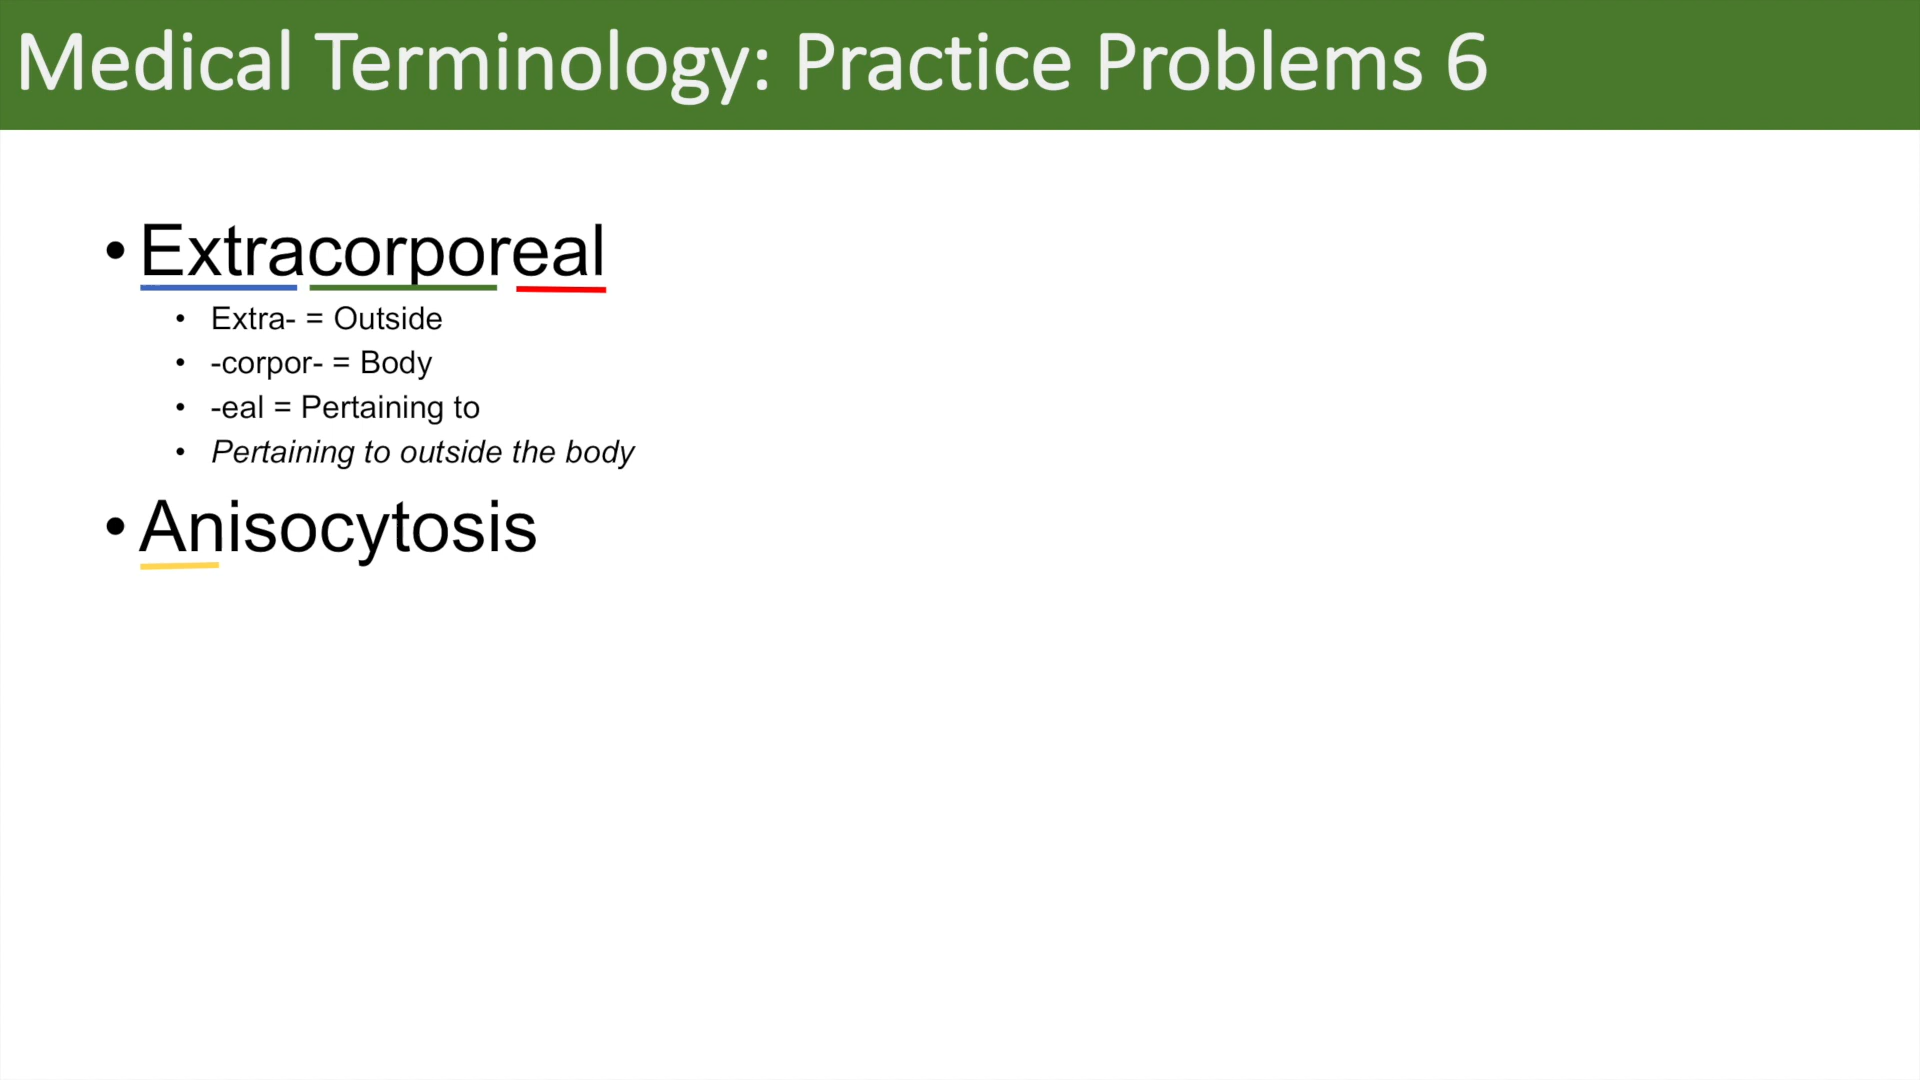 Medical Terminology: Practice Problems 6
• Extracorporeal
• Extra- = Outside
• -corpor- = Body
• -eal = Pertaining to
• Pertaining to outside the body
• Anisocytosis